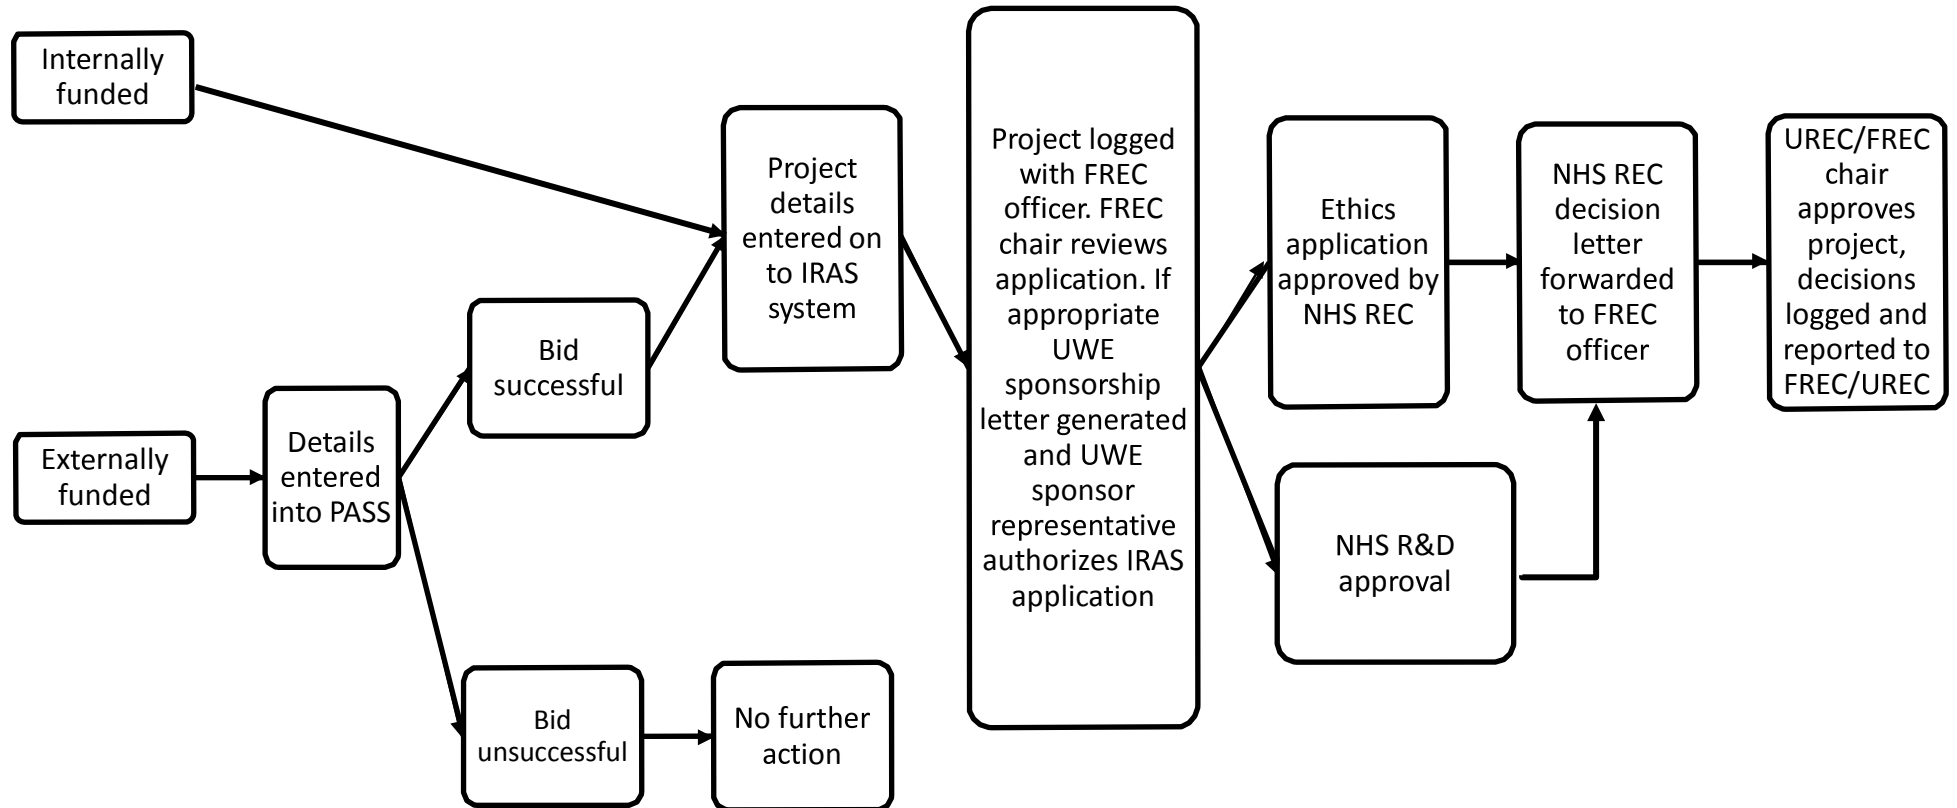 Internally
funded
Externally
funded
Details
entered
into PASS
Bid
successful
Bid
unsuccessful
No further
action
Project
details
entered on
to IRAS
system
Project logged
with FREC
officer. FREC
chair reviews
application. If
appropriate
UWE
sponsorship
letter generated
and UWE
sponsor
representative
authorizes IRAS
application
Ethics
application
approved by
NHS REC
NHS R&D
approval
NHS REC
decision
letter
forwarded
to FREC
officer
UREC/FREC
chair
approves
project,
decisions
logged and
reported to
FREC/UREC